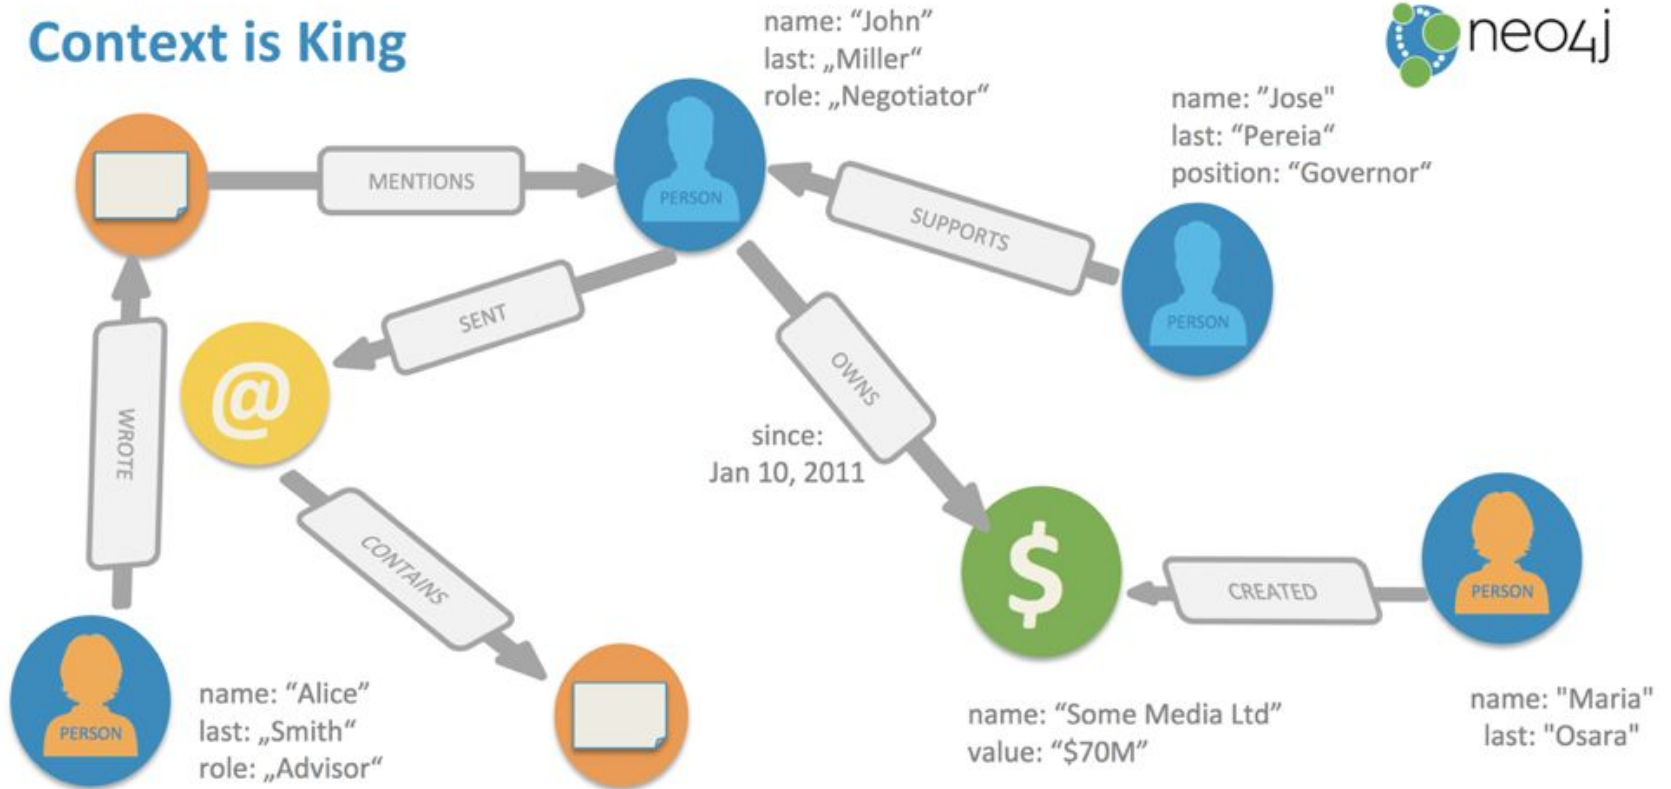 Context is King
name: “John”
last: „Miller“
role: „Negotiator“
neo4j
name: ”Jose"
last: “Pereia“
position: “Governor“
MENTIONS
PERSON
SUPPORTS
PERSON
SENT
@
OWNS
WROTE
since:
Jan 10, 2011
CONTAINS
$
CREATED
PERSON
PERSON
name: “Alice”
last: „Smith“
role: „Advisor“
name: “Some Media Ltd”
value: “$70M”
name: "Maria"
last: "Osara"